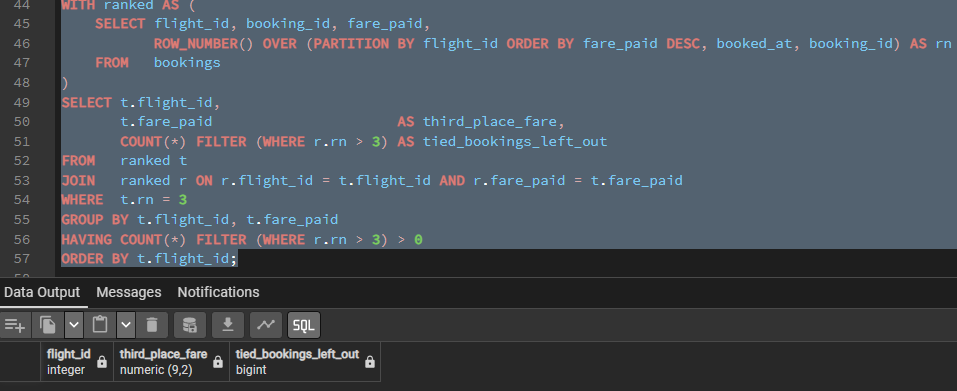 44 WITH ranked AS (
45 SELECT flight_id, booking_id, fare_paid,
46 ROW_NUMBER() OVER (PARTITION BY flight_id ORDER BY fare_paid DESC, booked_at, booking_id) AS rn
47 FROM bookings
48 )
49 SELECT t.flight_id,
50 t.fare_paid AS third_place_fare,
51 COUNT(*) FILTER (WHERE r.rn > 3) AS tied_bookings_left_out
52 FROM ranked t
53 JOIN ranked r ON r.flight_id = t.flight_id AND r.fare_paid = t.fare_paid
54 WHERE t.rn = 3
55 GROUP BY t.flight_id, t.fare_paid
56 HAVING COUNT(*) FILTER (WHERE r.rn > 3) > 0
57 ORDER BY t.flight_id;
Data Output Messages Notifications
SQL
flight_id third_place_fare tied_bookings_left_out
integer numeric (9,2) bigint